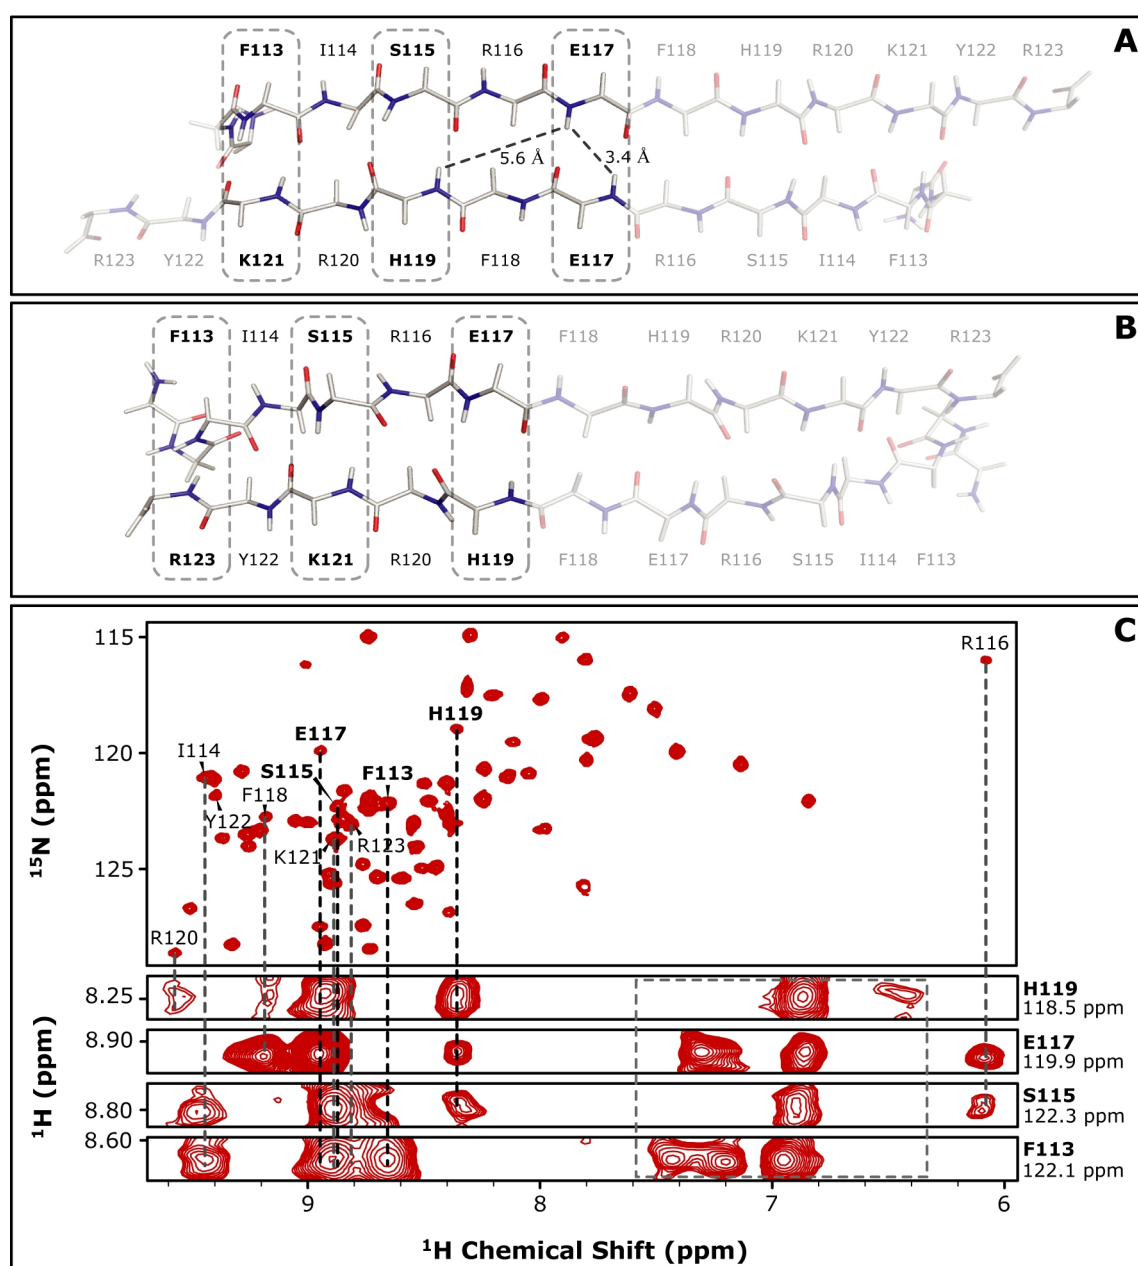 A
F113 I114 S115 R116 E117 F118 H119 R120 K121 Y122 R123
5.6 Å 3.4 Å
R123 Y122 K121 R120 H119 F118 E117 R116 S115 I114 F113
B
F113 I114 S115 R116 E117 F118 H119 R120 K121 Y122 R123
R123 Y122 K121 R120 H119 F118 E117 R116 S115 I114 F113
C
115
R116
H119
E117
120
I114
S115 F113
F118
Y122
R123
K121
125
R120
¹⁵N (ppm)
8.25
H119
118.5 ppm
8.90
E117
119.9 ppm
8.80
S115
122.3 ppm
8.60
F113
122.1 ppm
¹H (ppm)
9 8 7 6
¹H Chemical Shift (ppm)